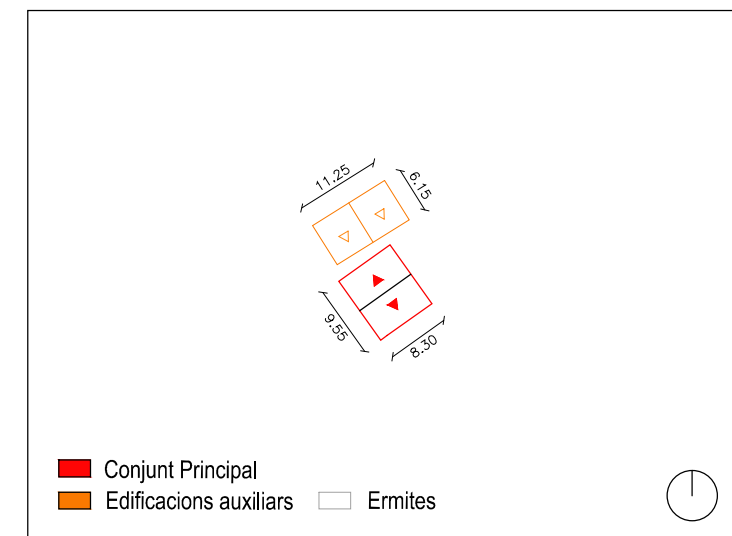 11.25
6.15
9.55
8.30
Conjunt Principal
Edificacions auxiliars Ermites